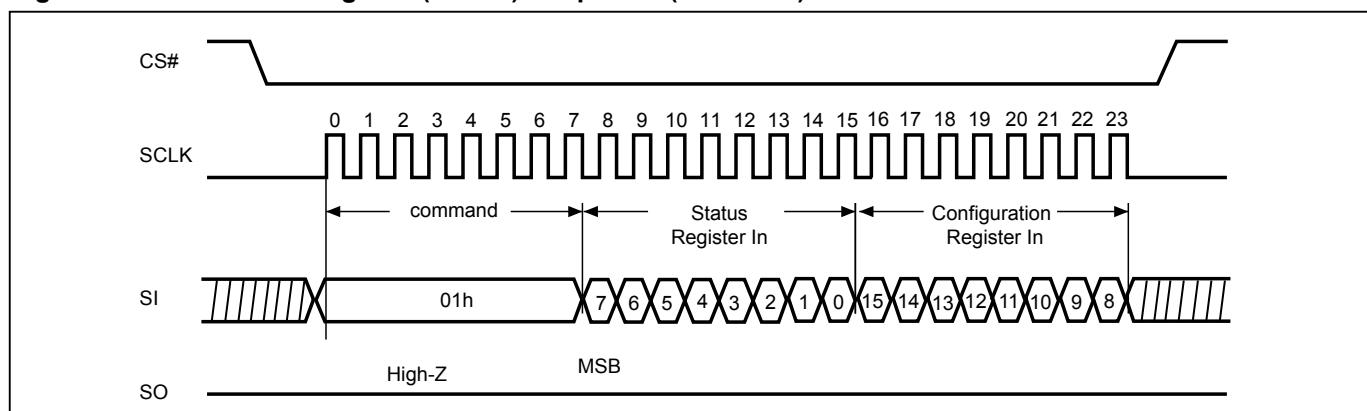 CS#
0 1 2 3 4 5 6 7 8 9 10 11 12 13 14 15 16 17 18 19 20 21 22 23
SCLK
command Status Configuration
Register In Register In
SI 01h 7 6 5 4 3 2 1 0 15 14 13 12 11 10 9 8
High-Z MSB
SO